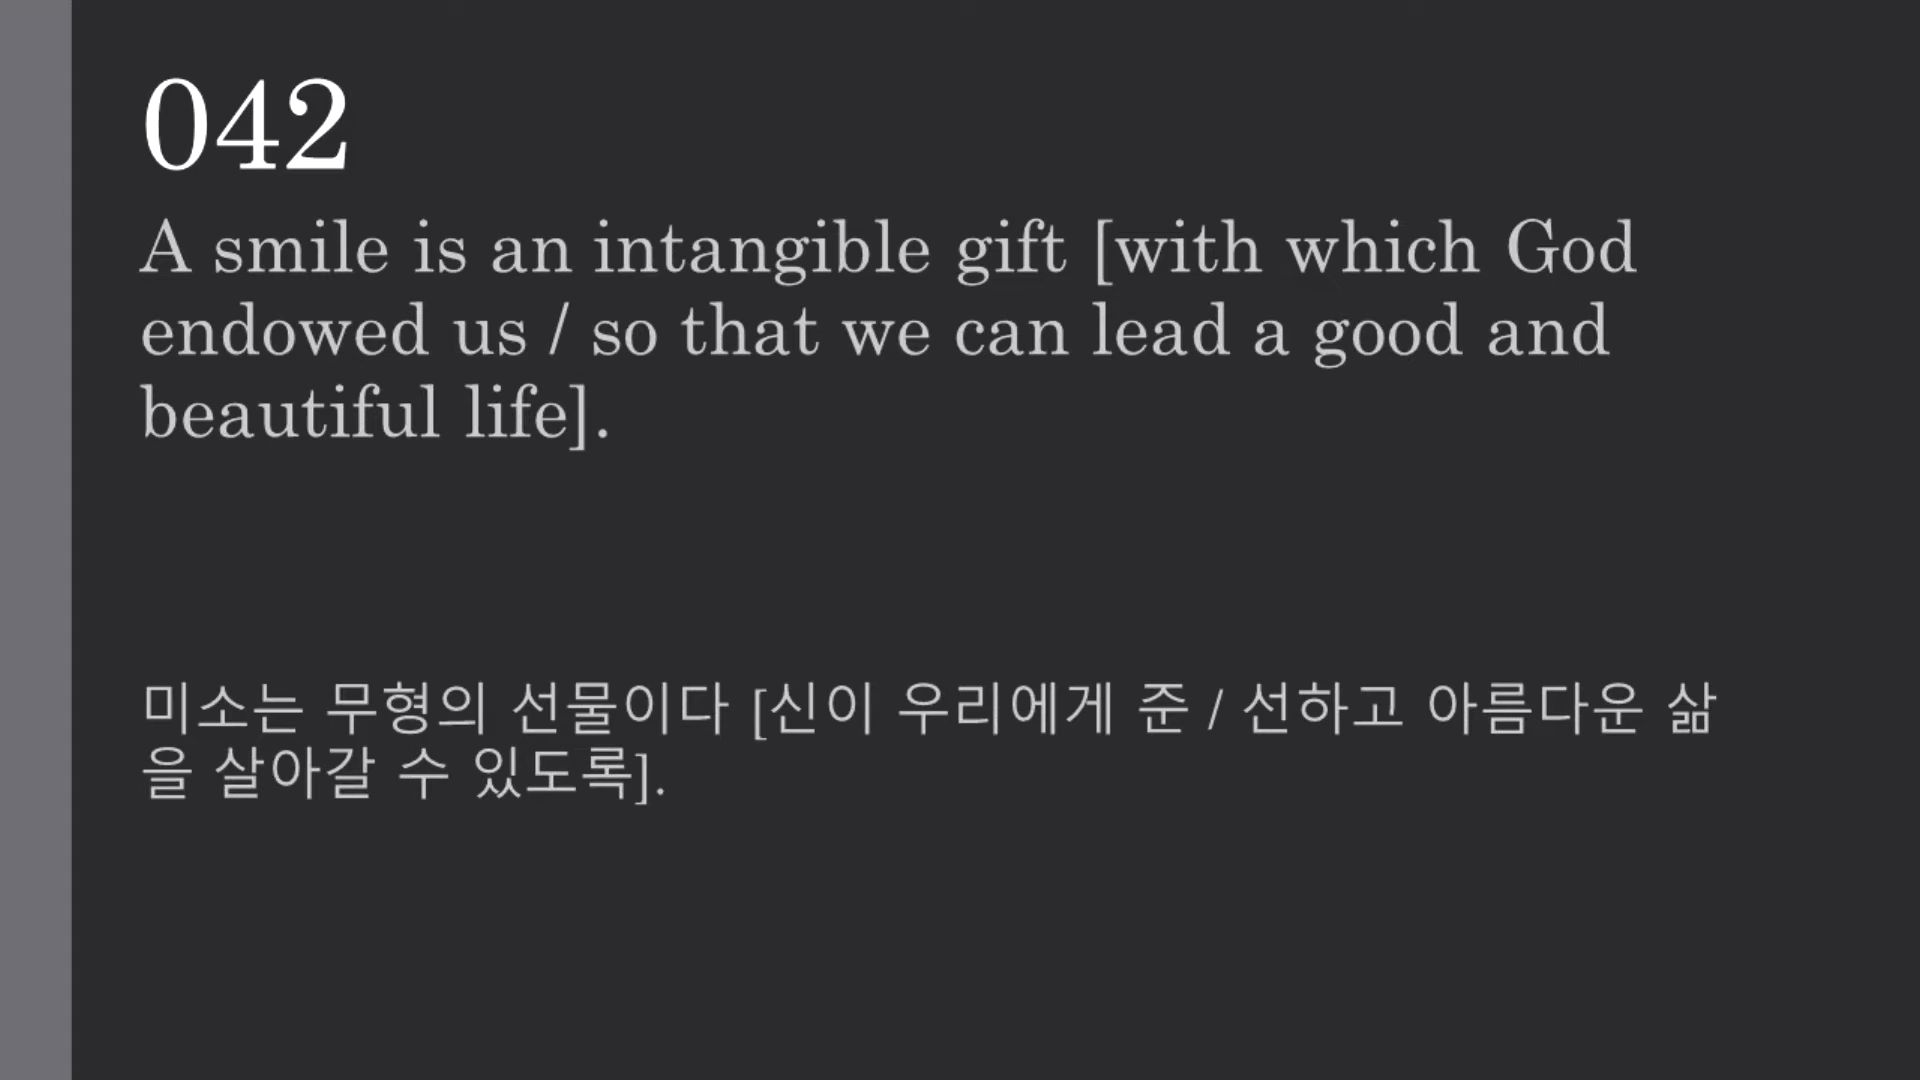 042
A smile is an intangible gift [with which God
endowed us / so that we can lead a good and
beautiful life].
미소는 무형의 선물이다 [신이 우리에게 준 / 선하고 아름다운 삶
을 살아갈 수 있도록].